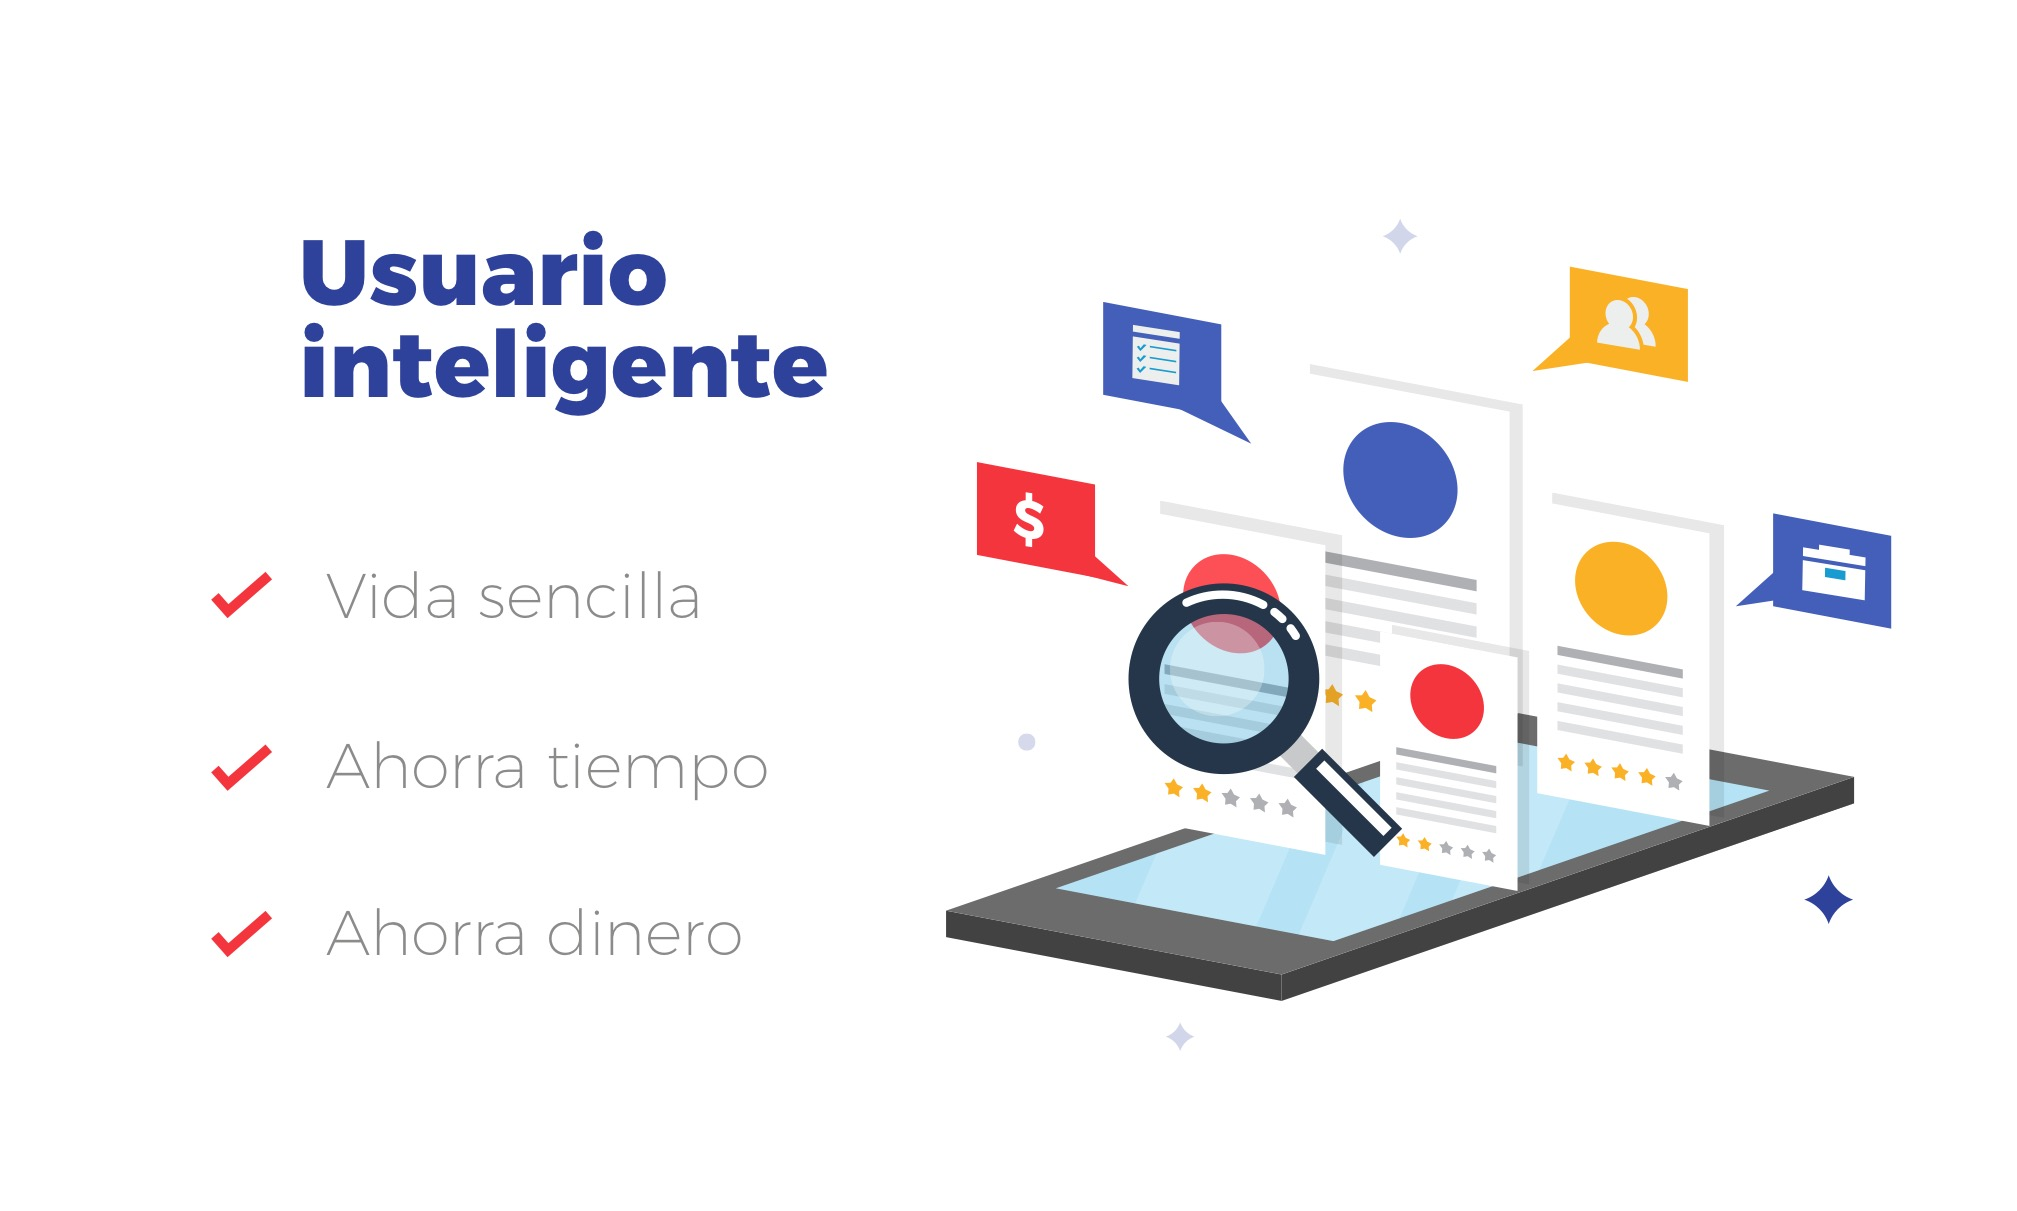 Usuario
inteligente
Vida sencilla
Ahorra tiempo
Ahorra dinero
$